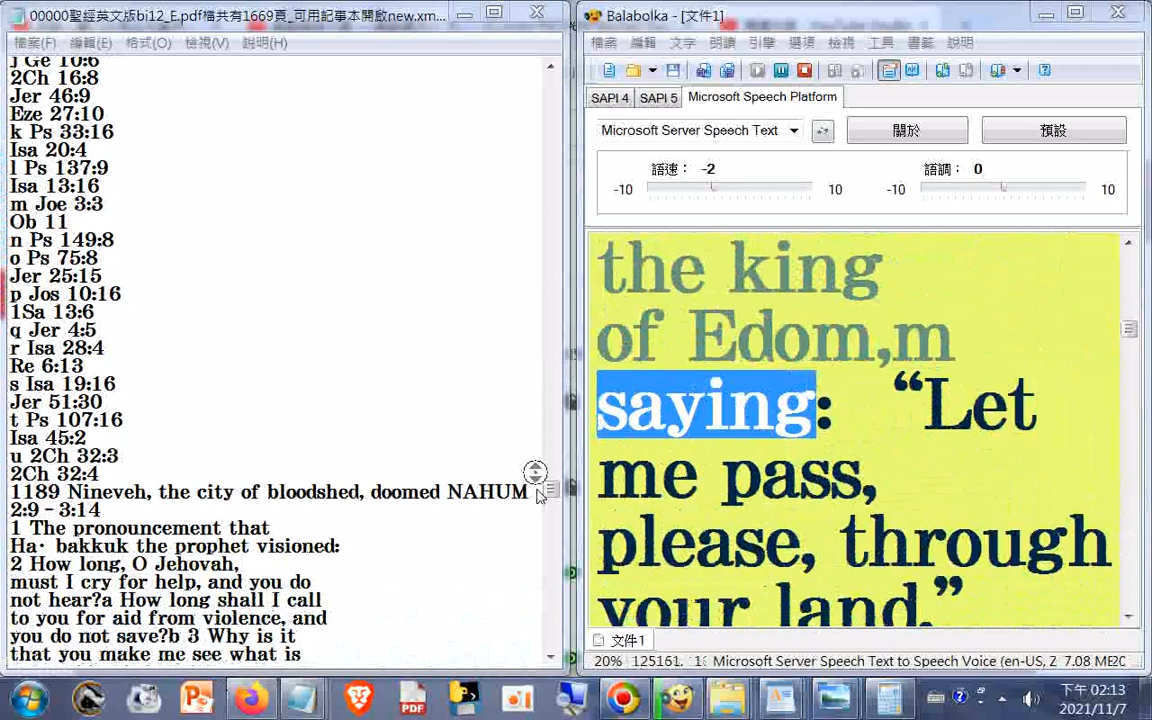 00000聖經英文版bi12_E.pdf檔共有1669頁_可用記事本開啟new.xm...
檔案(F) 編輯(E) 格式(O) 檢視(V) 說明(H)
j Ge 10:6
2Ch 16:8
Jer 46:9
Eze 27:10
k Ps 33:16
Isa 20:4
l Ps 137:9
Isa 13:16
m Joe 3:3
Ob 11
n Ps 149:8
o Ps 75:8
Jer 25:15
p Jos 10:16
1Sa 13:6
q Jer 4:5
r Isa 28:4
Re 6:13
s Isa 19:16
Jer 51:30
t Ps 107:16
Isa 45:2
u 2Ch 32:3
2Ch 32:4
1189 Nineveh, the city of bloodshed, doomed NAHUM
2:9 – 3:14
1 The pronouncement that
Ha· bakkuk the prophet visioned:
2 How long, O Jehovah,
must I cry for help, and you do
not hear?a How long shall I call
to you for aid from violence, and
you do not save?b 3 Why is it
that you make me see what is
Balabolka - [文件1]
檔案 編輯 文字 朗讀 引擎 選項 檢視 工具 書籤 說明
SAPI 4 SAPI 5 Microsoft Speech Platform
Microsoft Server Speech Text 關於 預設
語速： -2 語調： 0
-10 10 -10 10
the king
of Edom,m
saying: “Let
me pass,
please, through
your land.”
文件1
20% 125161. Microsoft Server Speech Text to Speech Voice (en-US, 7.08 ME
PDF
下午 02:13
2021/11/7